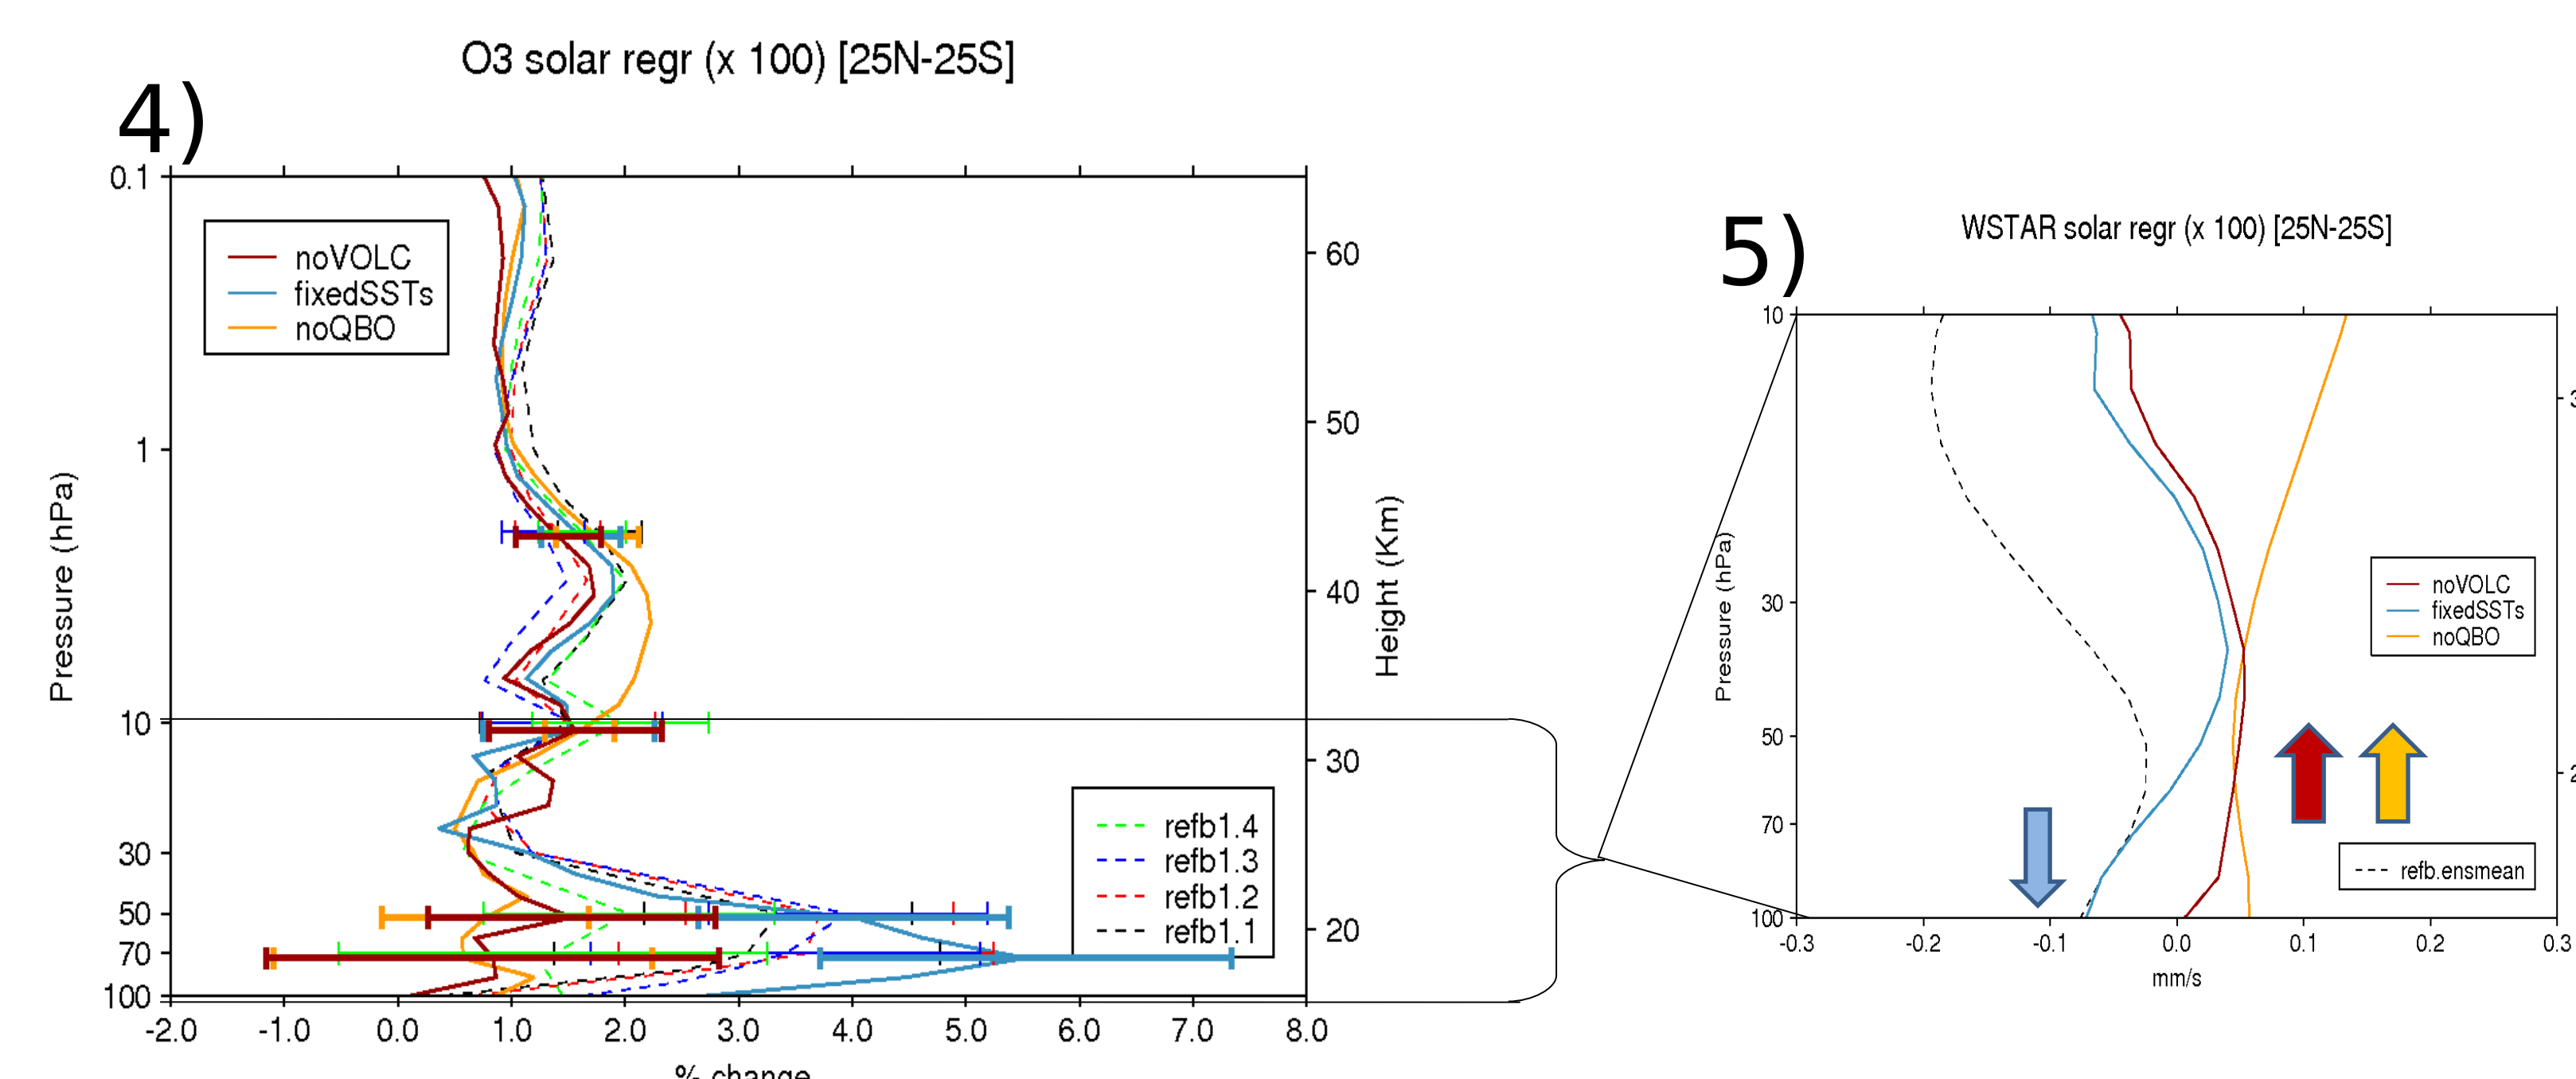 O3 solar regr (x 100) [25N-25S]
4)
0.1
1
10
30
50
70
100
Pressure (hPa)
noVOLC
fixedSSTs
noQBO
60
50
40
30
20
Height (Km)
refb1.4
refb1.3
refb1.2
refb1.1
-2.0 -1.0 0.0 1.0 2.0 3.0 4.0 5.0 6.0 7.0 8.0
% change
5)
WSTAR solar regr (x 100) [25N-25S]
10
30
50
70
100
Pressure (hPa)
noVOLC
fixedSSTs
noQBO
refb.ensmean
-0.3 -0.2 -0.1 0.0 0.1 0.2 0.3
mm/s